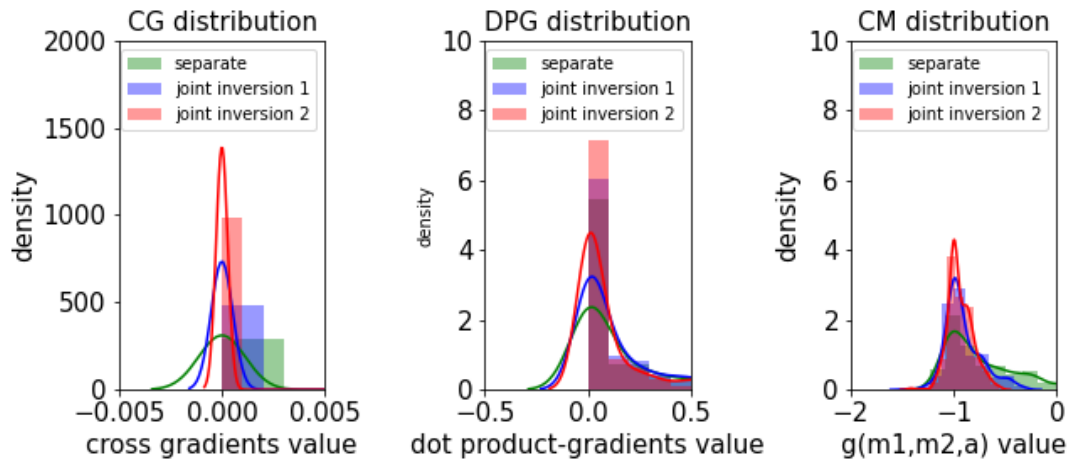 CG distribution
2000
1500
1000
500
0
−0.005 0.000 0.005
density
cross gradients value
separate
joint inversion 1
joint inversion 2
DPG distribution
10
8
6
4
2
0
−0.5 0.0 0.5
density
dot product-gradients value
separate
joint inversion 1
joint inversion 2
CM distribution
10
8
6
4
2
0
−2 −1 0
density
g(m1,m2,a) value
separate
joint inversion 1
joint inversion 2